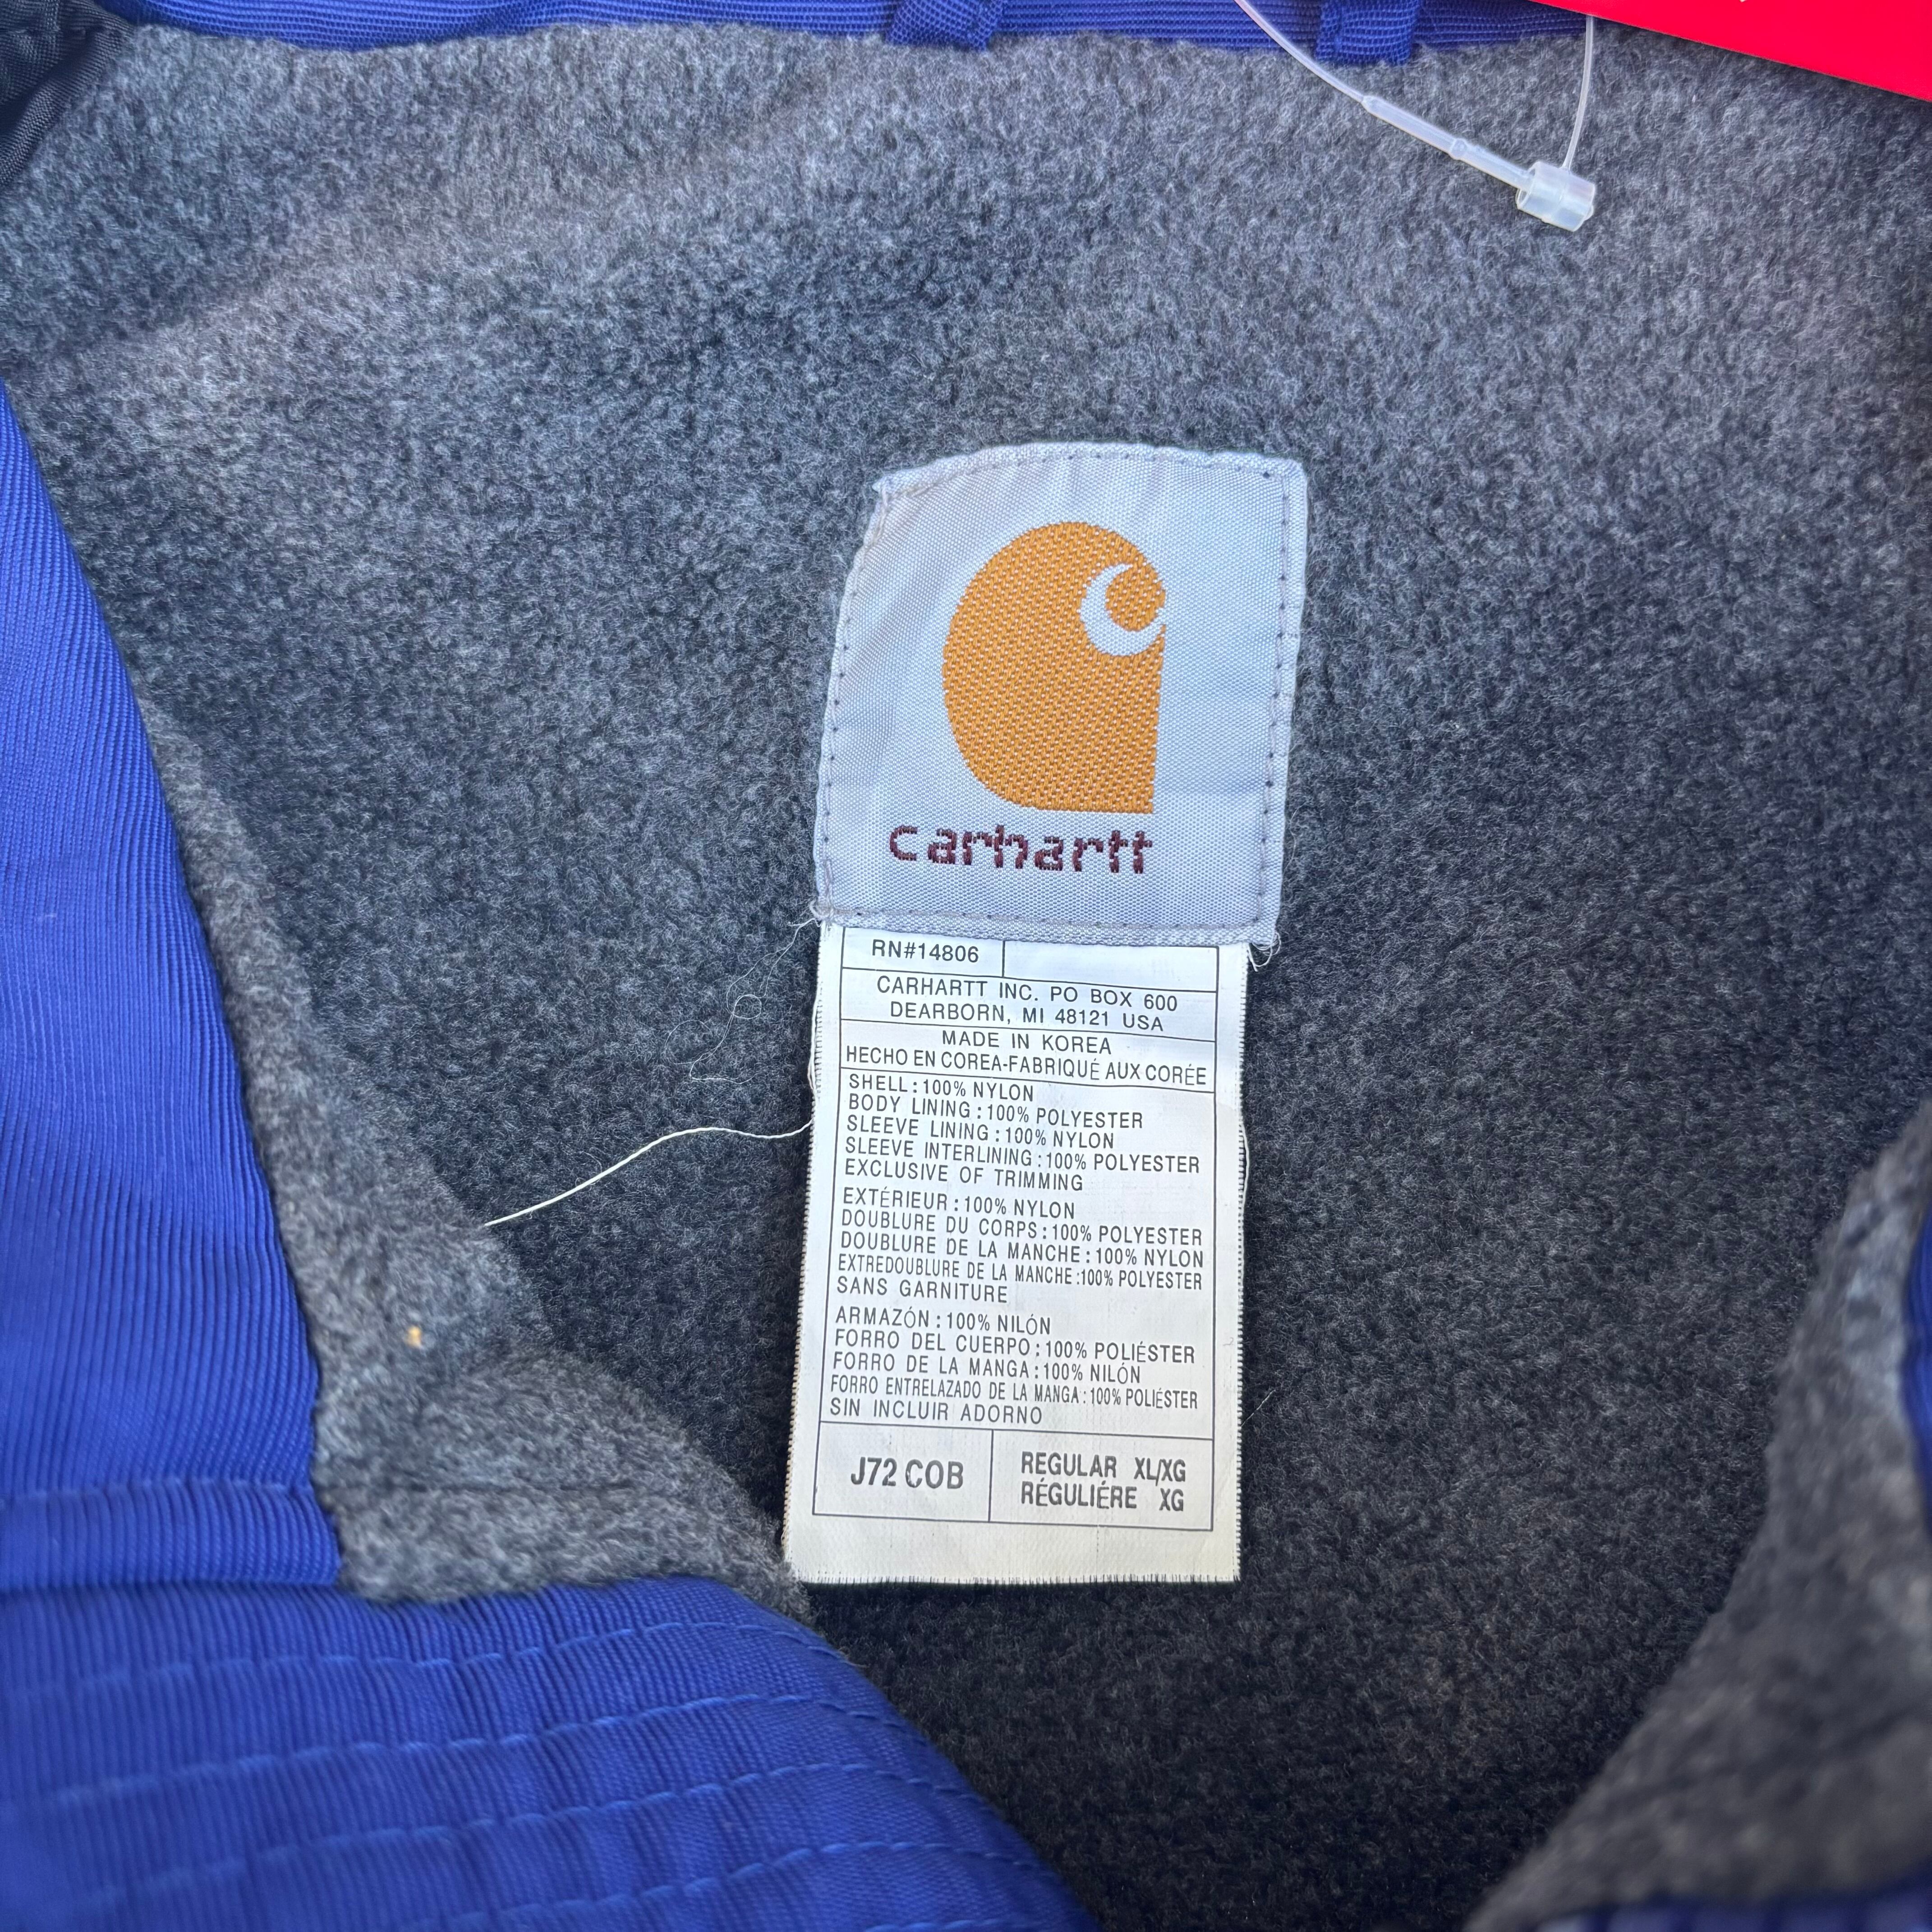 carhartt
RN#14806
CARHARTT INC. PO BOX 600
DEARBORN, MI 48121 USA
MADE IN KOREA
HECHO EN COREA-FABRIQUÉ AUX CORÉE
SHELL:100% NYLON
BODY LINING:100% POLYESTER
SLEEVE LINING:100% NYLON
SLEEVE INTERLINING:100% POLYESTER
EXCLUSIVE OF TRIMMING
EXTÉRIEUR:100% NYLON
DOUBLURE DU CORPS:100% POLYESTER
DOUBLURE DE LA MANCHE:100% NYLON
EXTREDOUBLURE DE LA MANCHE:100% POLYESTER
SANS GARNITURE
ARMAZÓN:100% NILÓN
FORRO DEL CUERPO:100% POLIÉSTER
FORRO DE LA MANGA:100% NILÓN
FORRO ENTRELAZADO DE LA MANGA:100% POLIÉSTER
SIN INCLUIR ADORNO
J72 COB
REGULAR XL/XG
RÉGULIÉRE XG